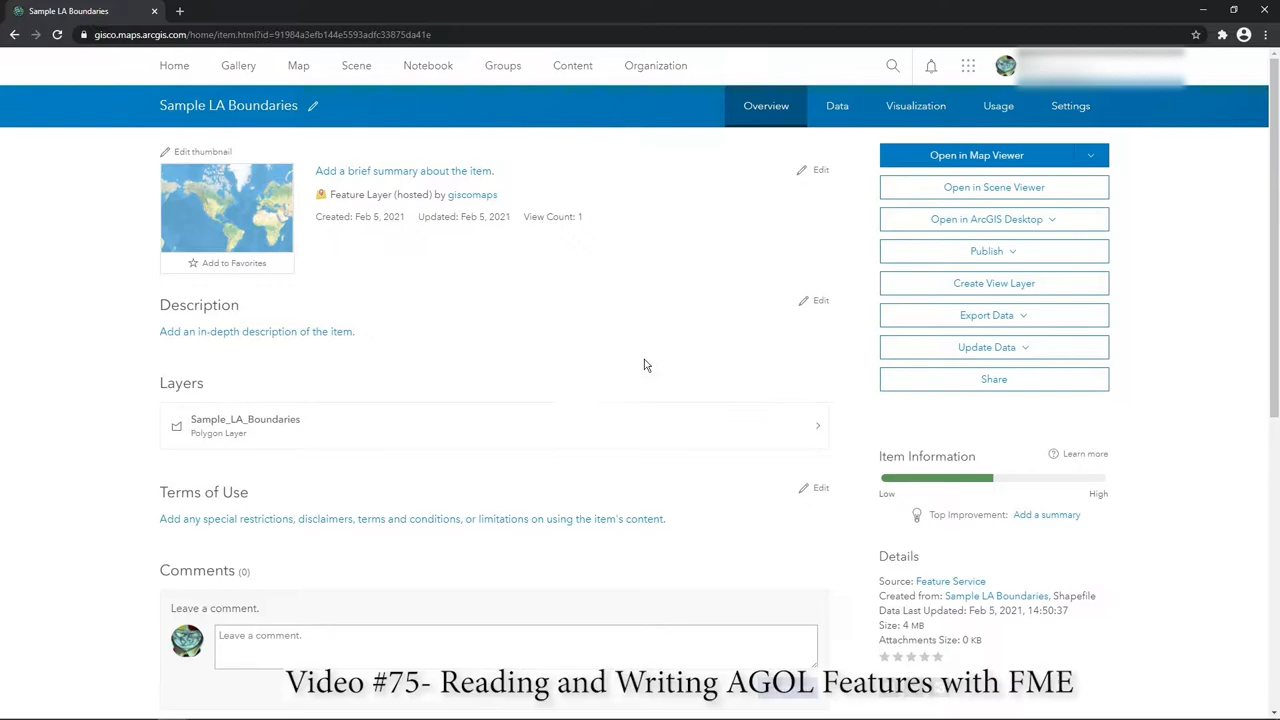 Sample LA Boundaries
gisco.maps.arcgis.com/home/item.html?id=91984a3efb144e5593adfc33875da41e
Home Gallery Map Scene Notebook Groups Content Organization
Sample LA Boundaries
Overview Data Visualization Usage Settings
Edit thumbnail
Add a brief summary about the item.
Edit
Feature Layer (hosted) by giscomaps
Created: Feb 5, 2021 Updated: Feb 5, 2021 View Count: 1
Add to Favorites
Description
Edit
Add an in-depth description of the item.
Layers
Sample_LA_Boundaries
Polygon Layer
Terms of Use
Edit
Add any special restrictions, disclaimers, terms and conditions, or limitations on using the item's content.
Comments (0)
Leave a comment.
Leave a comment.
Open in Map Viewer
Open in Scene Viewer
Open in ArcGIS Desktop
Publish
Create View Layer
Export Data
Update Data
Share
Item Information
Learn more
Low High
Top Improvement: Add a summary
Details
Source: Feature Service
Created from: Sample LA Boundaries, Shapefile
Data Last Updated: Feb 5, 2021, 14:50:37
Size: 4 MB
Attachments Size: 0 KB
Video #75- Reading and Writing AGOL Features with FME